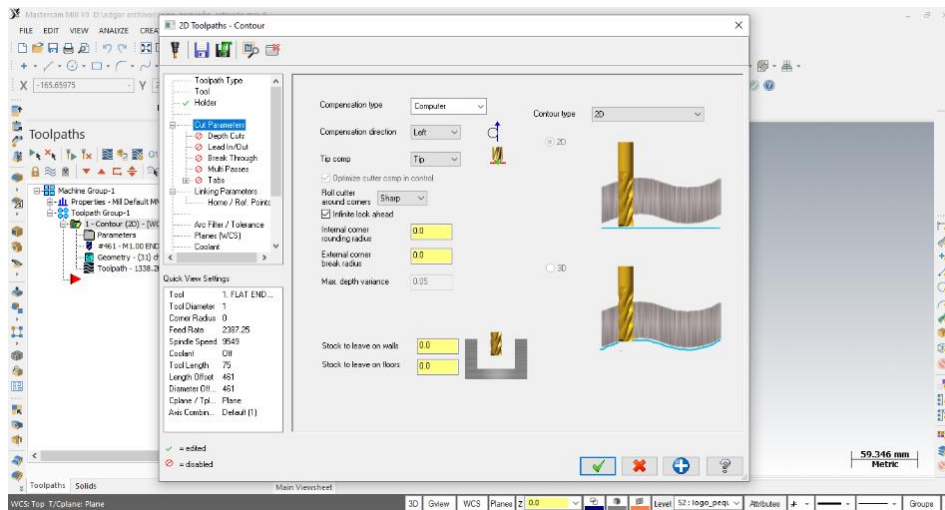 Mastercam Mill X9 D:\edgar archivos\
2D Toolpaths - Contour
FILE EDIT VIEW ANALYZE CREA
X -165.65975 Y
Toolpaths
Machine Group-1
Properties - Mill Default MM
Toolpath Group-1
1 - Contour (2D) - [WC
Parameters
#461 - M1.00 END
Geometry - (31) c
Toolpath - 1338.2
Toolpaths Solids
Toolpath Type
Tool
Holder
Cut Parameters
Depth Cuts
Lead In/Out
Break Through
Multi Passes
Tabs
Linking Parameters
Home / Ref. Points
Arc Filter / Tolerance
Planes (WCS)
Coolant
Quick View Settings
Tool 1. FLAT END...
Tool Diameter 1
Corner Radius 0
Feed Rate 2387.25
Spindle Speed 9549
Coolant Off
Tool Length 75
Length Offset 461
Diameter Off... 461
Cplane / Tpl... Plane
Axis Combin... Default (1)
= edited
= disabled
Compensation type Computer
Compensation direction Left
Tip comp Tip
Optimize cutter comp in control
Roll cutter
around corners Sharp
Infinite look ahead
Internal corner
rounding radius 0.0
External corner
break radius 0.0
Max. depth variance 0.05
Stock to leave on walls 0.0
Stock to leave on floors 0.0
Contour type 2D
2D
3D
59.346 mm
Metric
Main Viewsheet
WCS: Top T/Cplane: Plane
3D Gview WCS Planes Z 0.0 Level 52 : logo_peq Attributes Groups